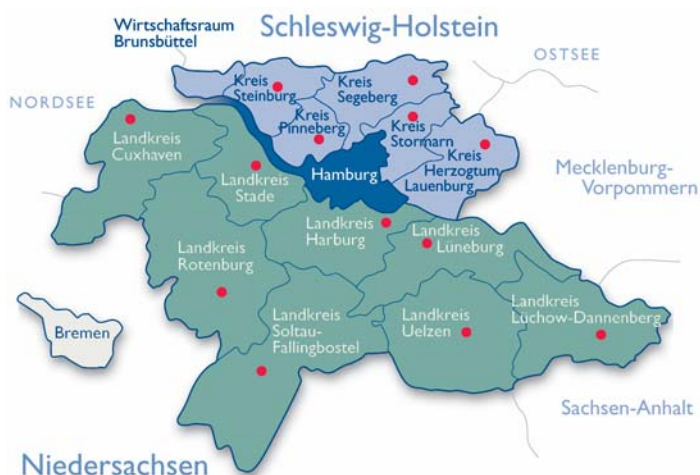 Wirtschaftsraum
Brunsbüttel
Schleswig-Holstein
OSTSEE
NORDSEE
Kreis
Steinburg
Kreis
Segeberg
Kreis
Pinneberg
Kreis
Stormarn
Kreis
Herzogtum
Lauenburg
Landkreis
Cuxhaven
Landkreis
Stade
Hamburg
Mecklenburg-
Vorpommern
Landkreis
Harburg
Landkreis
Lüneburg
Landkreis
Rotenburg
Landkreis
Soltau-
Fallingbostel
Landkreis
Uelzen
Landkreis
Lüchow-Dannenberg
Bremen
Sachsen-Anhalt
Niedersachsen